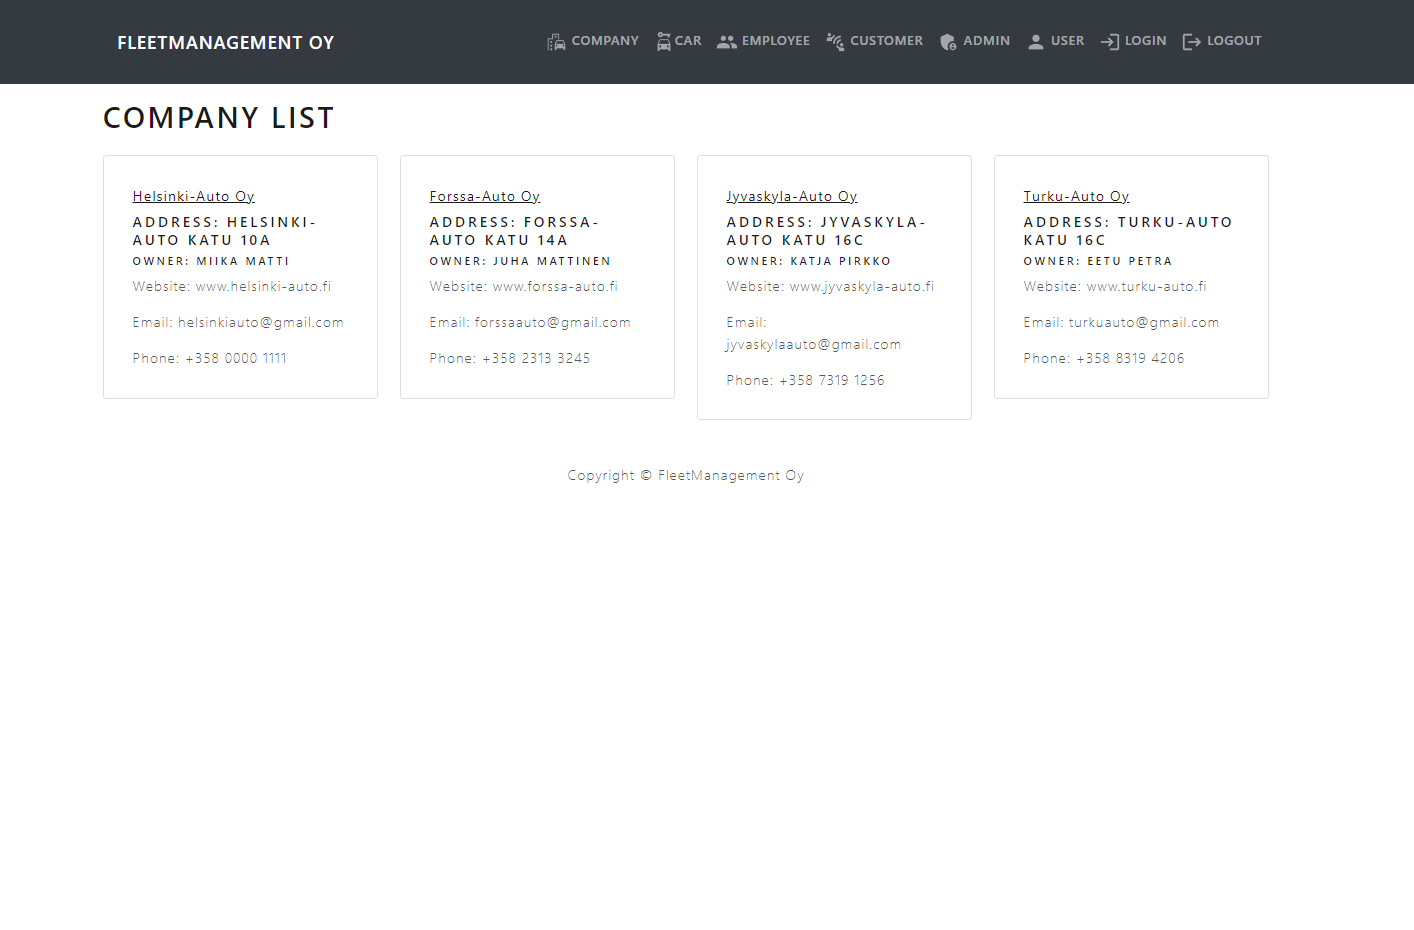 FLEETMANAGEMENT OY
COMPANY CAR EMPLOYEE CUSTOMER ADMIN USER LOGIN LOGOUT
COMPANY LIST
Helsinki-Auto Oy
ADDRESS: HELSINKI-
AUTO KATU 10A
OWNER: MIIKA MATTI
Website: www.helsinki-auto.fi
Email: helsinkiauto@gmail.com
Phone: +358 0000 1111
Forssa-Auto Oy
ADDRESS: FORSSA-
AUTO KATU 14A
OWNER: JUHA MATTINEN
Website: www.forssa-auto.fi
Email: forssaauto@gmail.com
Phone: +358 2313 3245
Jyvaskyla-Auto Oy
ADDRESS: JYVASKYLA-
AUTO KATU 16C
OWNER: KATJA PIRKKO
Website: www.jyvaskyla-auto.fi
Email:
jyvaskylaauto@gmail.com
Phone: +358 7319 1256
Turku-Auto Oy
ADDRESS: TURKU-AUTO
KATU 16C
OWNER: EETU PETRA
Website: www.turku-auto.fi
Email: turkuauto@gmail.com
Phone: +358 8319 4206
Copyright © FleetManagement Oy